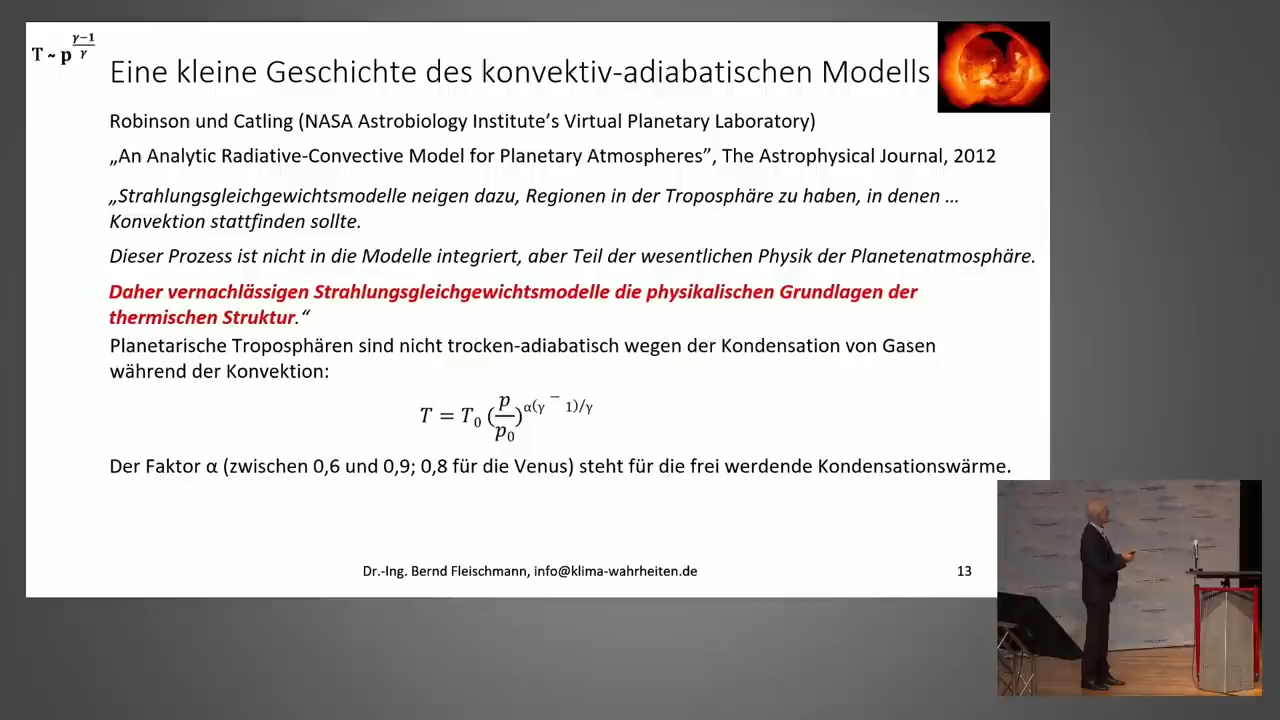 T ~ p^((γ−1)/γ)
Eine kleine Geschichte des konvektiv-adiabatischen Modells
Robinson und Catling (NASA Astrobiology Institute's Virtual Planetary Laboratory)
„An Analytic Radiative-Convective Model for Planetary Atmospheres”, The Astrophysical Journal, 2012
„Strahlungsgleichgewichtsmodelle neigen dazu, Regionen in der Troposphäre zu haben, in denen …
Konvektion stattfinden sollte.
Dieser Prozess ist nicht in die Modelle integriert, aber Teil der wesentlichen Physik der Planetenatmosphäre.
Daher vernachlässigen Strahlungsgleichgewichtsmodelle die physikalischen Grundlagen der
thermischen Struktur.“
Planetarische Troposphären sind nicht trocken-adiabatisch wegen der Kondensation von Gasen
während der Konvektion:
T = T₀ (p/p₀)^(α(γ − 1)/γ)
Der Faktor α (zwischen 0,6 und 0,9; 0,8 für die Venus) steht für die frei werdende Kondensationswärme.
Dr.-Ing. Bernd Fleischmann, info@klima-wahrheiten.de
13